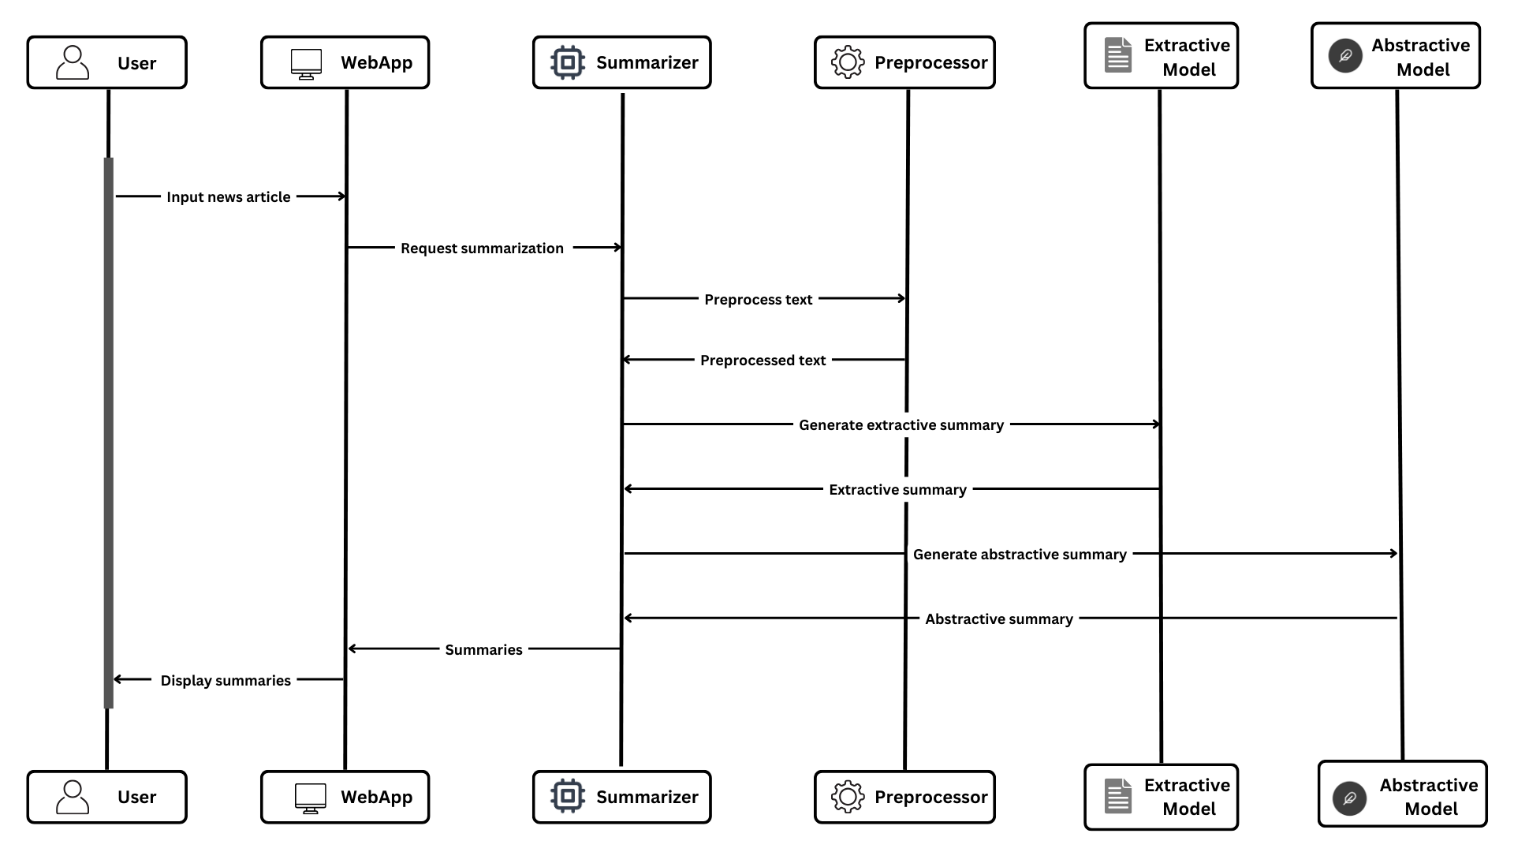 User
WebApp
Summarizer
Preprocessor
Extractive
Model
Abstractive
Model
Input news article
Request summarization
Preprocess text
Preprocessed text
Generate extractive summary
Extractive summary
Generate abstractive summary
Abstractive summary
Summaries
Display summaries
User
WebApp
Summarizer
Preprocessor
Extractive
Model
Abstractive
Model